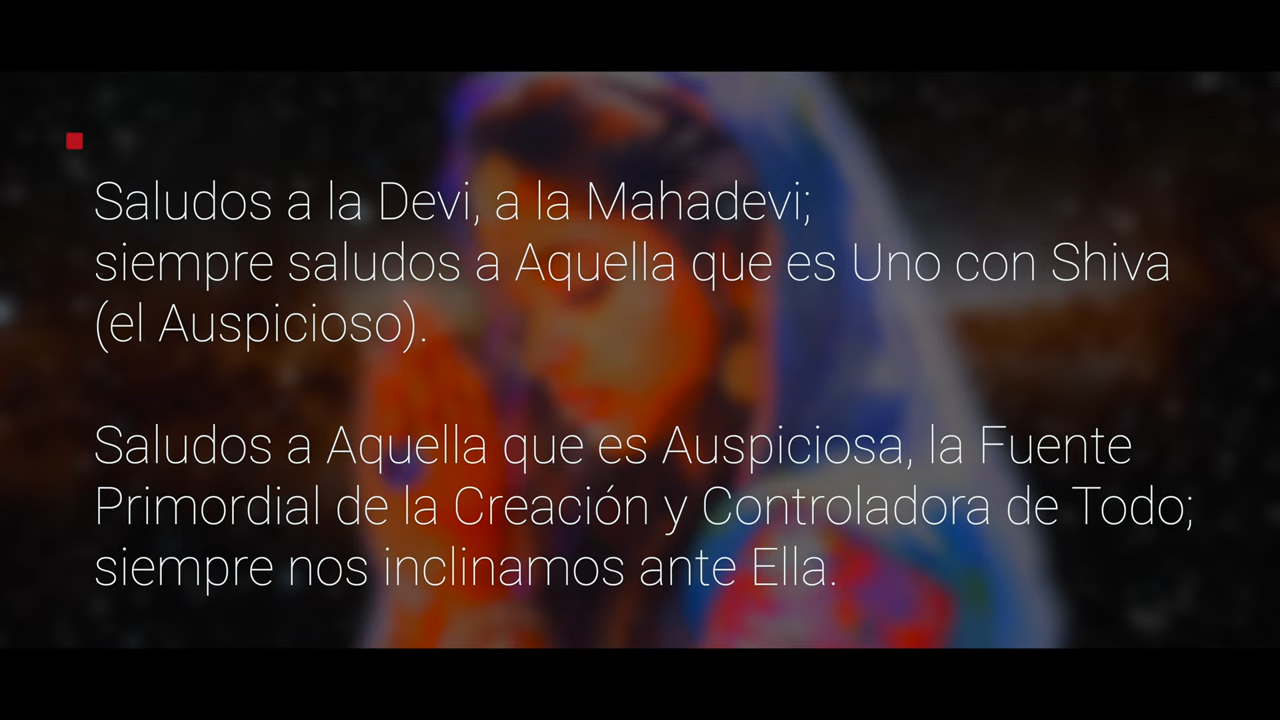 Saludos a la Devi, a la Mahadevi;
siempre saludos a Aquella que es Uno con Shiva
(el Auspicioso).
Saludos a Aquella que es Auspiciosa, la Fuente
Primordial de la Creación y Controladora de Todo;
siempre nos inclinamos ante Ella.